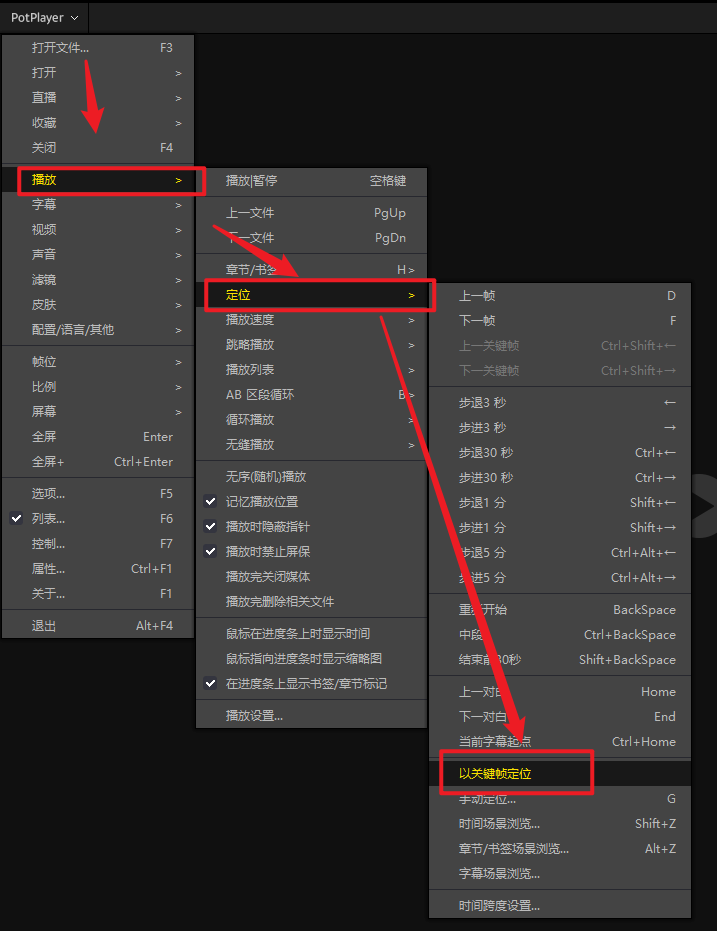 PotPlayer
打开文件... F3
打开 >
直播 >
收藏 >
关闭 F4
播放 >
字幕 >
视频 >
声音 >
滤镜 >
皮肤 >
配置/语言/其他 >
帧位 >
比例 >
屏幕 >
全屏 Enter
全屏+ Ctrl+Enter
选项... F5
列表... F6
控制... F7
属性... Ctrl+F1
关于... F1
退出 Alt+F4
播放|暂停 空格键
上一文件 PgUp
下一文件 PgDn
章节/书签 H >
定位 >
播放速度 >
跳略播放 >
播放列表 >
AB 区段循环 B >
循环播放 >
无缝播放 >
无序(随机)播放
记忆播放位置
播放时隐蔽指针
播放时禁止屏保
播放完关闭媒体
播放完删除相关文件
鼠标在进度条上时显示时间
鼠标指向进度条时显示缩略图
在进度条上显示书签/章节标记
播放设置...
上一帧 D
下一帧 F
上一关键帧 Ctrl+Shift+←
下一关键帧 Ctrl+Shift+→
步退3 秒 ←
步进3 秒 →
步退30 秒 Ctrl+←
步进30 秒 Ctrl+→
步退1 分 Shift+←
步进1 分 Shift+→
步退5 分 Ctrl+Alt+←
步进5 分 Ctrl+Alt+→
重新开始 BackSpace
中段 Ctrl+BackSpace
结束前30秒 Shift+BackSpace
上一对白 Home
下一对白 End
当前字幕起点 Ctrl+Home
以关键帧定位
手动定位... G
时间场景浏览... Shift+Z
章节/书签场景浏览... Alt+Z
字幕场景浏览...
时间跨度设置...